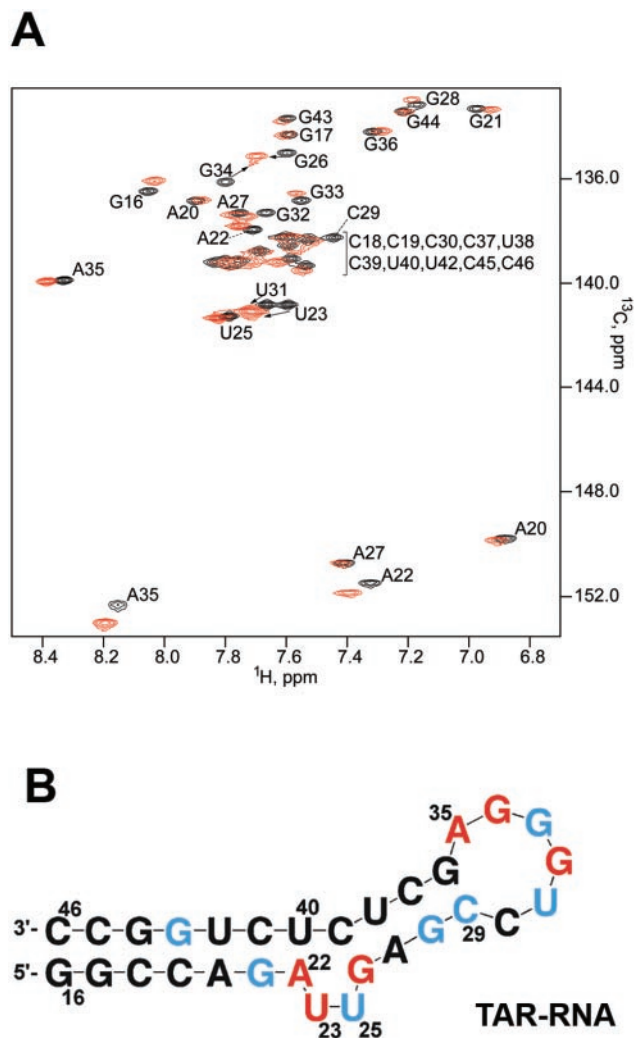 A
G43
G28
G17
G44
G21
G34
G26
G36
G16
A20
A27
G33
G32
C29
A22
C18,C19,C30,C37,U38
C39,U40,U42,C45,C46
A35
U31
U23
U25
A20
A27
A22
A35
136.0
140.0
144.0
148.0
152.0
13C, ppm
8.4 8.2 8.0 7.8 7.6 7.4 7.2 7.0 6.8
1H, ppm
B
35
A G G G U C C G A G U U
G C U
46 40 29
3'- C C G G U C U C
5'- G G C C A G A
16 22 23 25
TAR-RNA